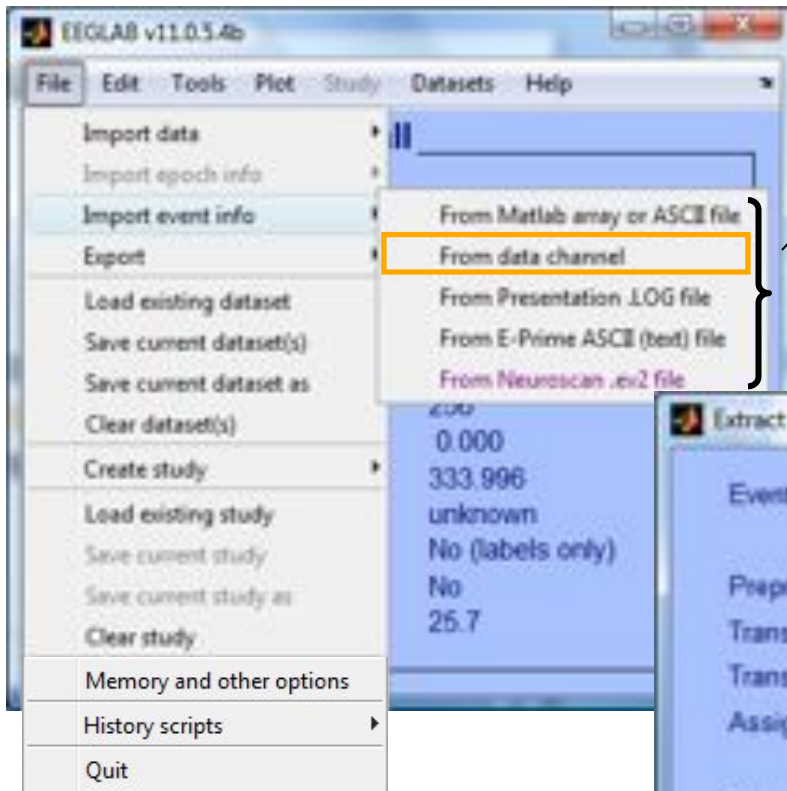 EEGLAB v11.0.5.4b
File Edit Tools Plot Study Datasets Help
Import data
Import epoch info
Import event info
Export
Load existing dataset
Save current dataset(s)
Save current dataset as
Clear dataset(s)
Create study
Load existing study
Save current study
Save current study as
Clear study
Memory and other options
History scripts
Quit
From Matlab array or ASCII file
From data channel
From Presentation .LOG file
From E-Prime ASCII (text) file
From Neuroscan .ev2 file
256
0.000
333.996
unknown
No (labels only)
No
25.7
Extract
Event
Prep
Trans
Trans
Assig